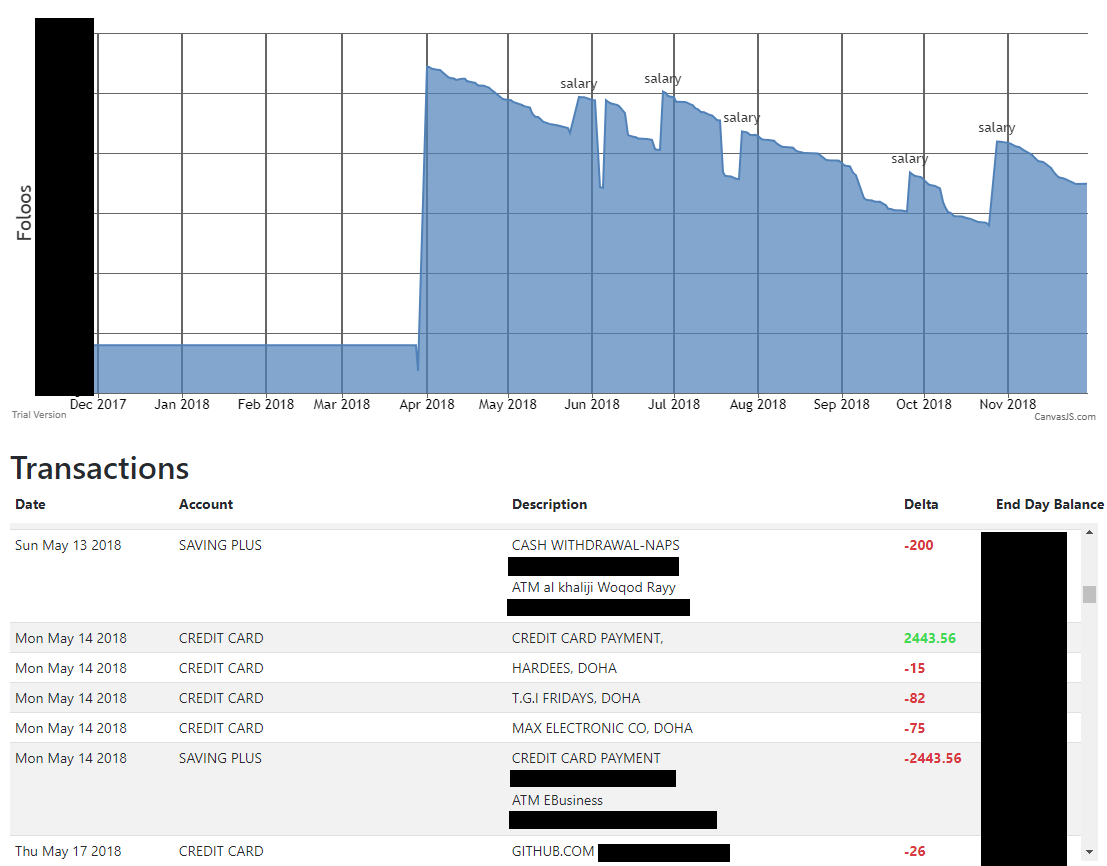 salary
salary
salary
salary
salary
Foloos
Dec 2017 Jan 2018 Feb 2018 Mar 2018 Apr 2018 May 2018 Jun 2018 Jul 2018 Aug 2018 Sep 2018 Oct 2018 Nov 2018
Trial Version
CanvasJS.com
Transactions
Date Account Description Delta End Day Balance
Sun May 13 2018 SAVING PLUS CASH WITHDRAWAL-NAPS -200
ATM al khaliji Woqod Rayy
Mon May 14 2018 CREDIT CARD CREDIT CARD PAYMENT, 2443.56
Mon May 14 2018 CREDIT CARD HARDEES, DOHA -15
Mon May 14 2018 CREDIT CARD T.G.I FRIDAYS, DOHA -82
Mon May 14 2018 CREDIT CARD MAX ELECTRONIC CO, DOHA -75
Mon May 14 2018 SAVING PLUS CREDIT CARD PAYMENT -2443.56
ATM EBusiness
Thu May 17 2018 CREDIT CARD GITHUB.COM -26